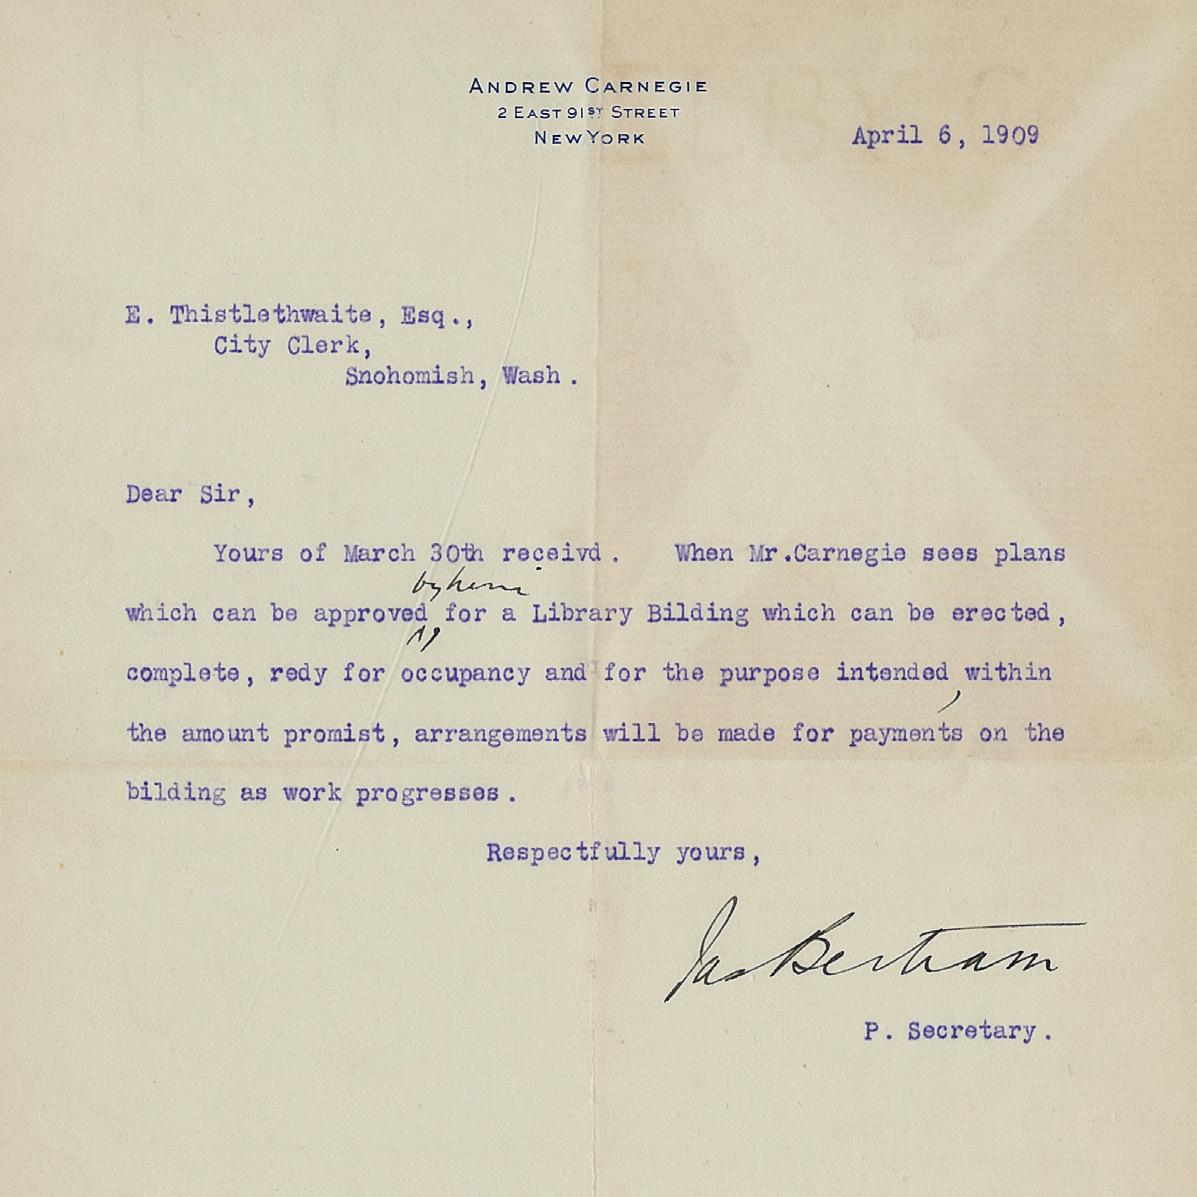 ANDREW CARNEGIE
2 EAST 91ST STREET
NEW YORK
April 6, 1909
E. Thistlethwaite, Esq.,
City Clerk,
Snohomish, Wash.
Dear Sir,
Yours of March 30th receivd. When Mr.Carnegie sees plans
by him
which can be approved, for a Library Bilding which can be erected,
complete, redy for occupancy and for the purpose intended, within
the amount promist, arrangements will be made for payments on the
bilding as work progresses.
Respectfully yours,
Jas Bertram
P. Secretary.